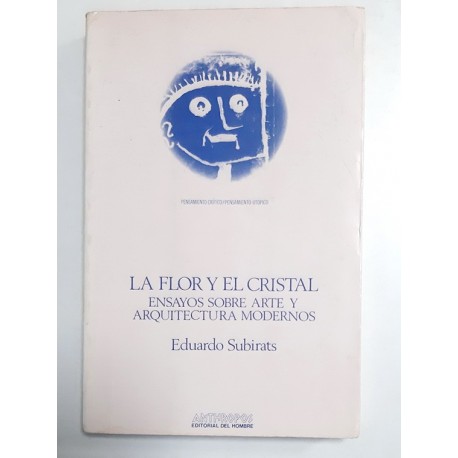 PENSAMIENTO CRÍTICO/PENSAMIENTO UTÓPICO
LA FLOR Y EL CRISTAL
ENSAYOS SOBRE ARTE Y
ARQUITECTURA MODERNOS
Eduardo Subirats
ANTHROPOS
EDITORIAL DEL HOMBRE